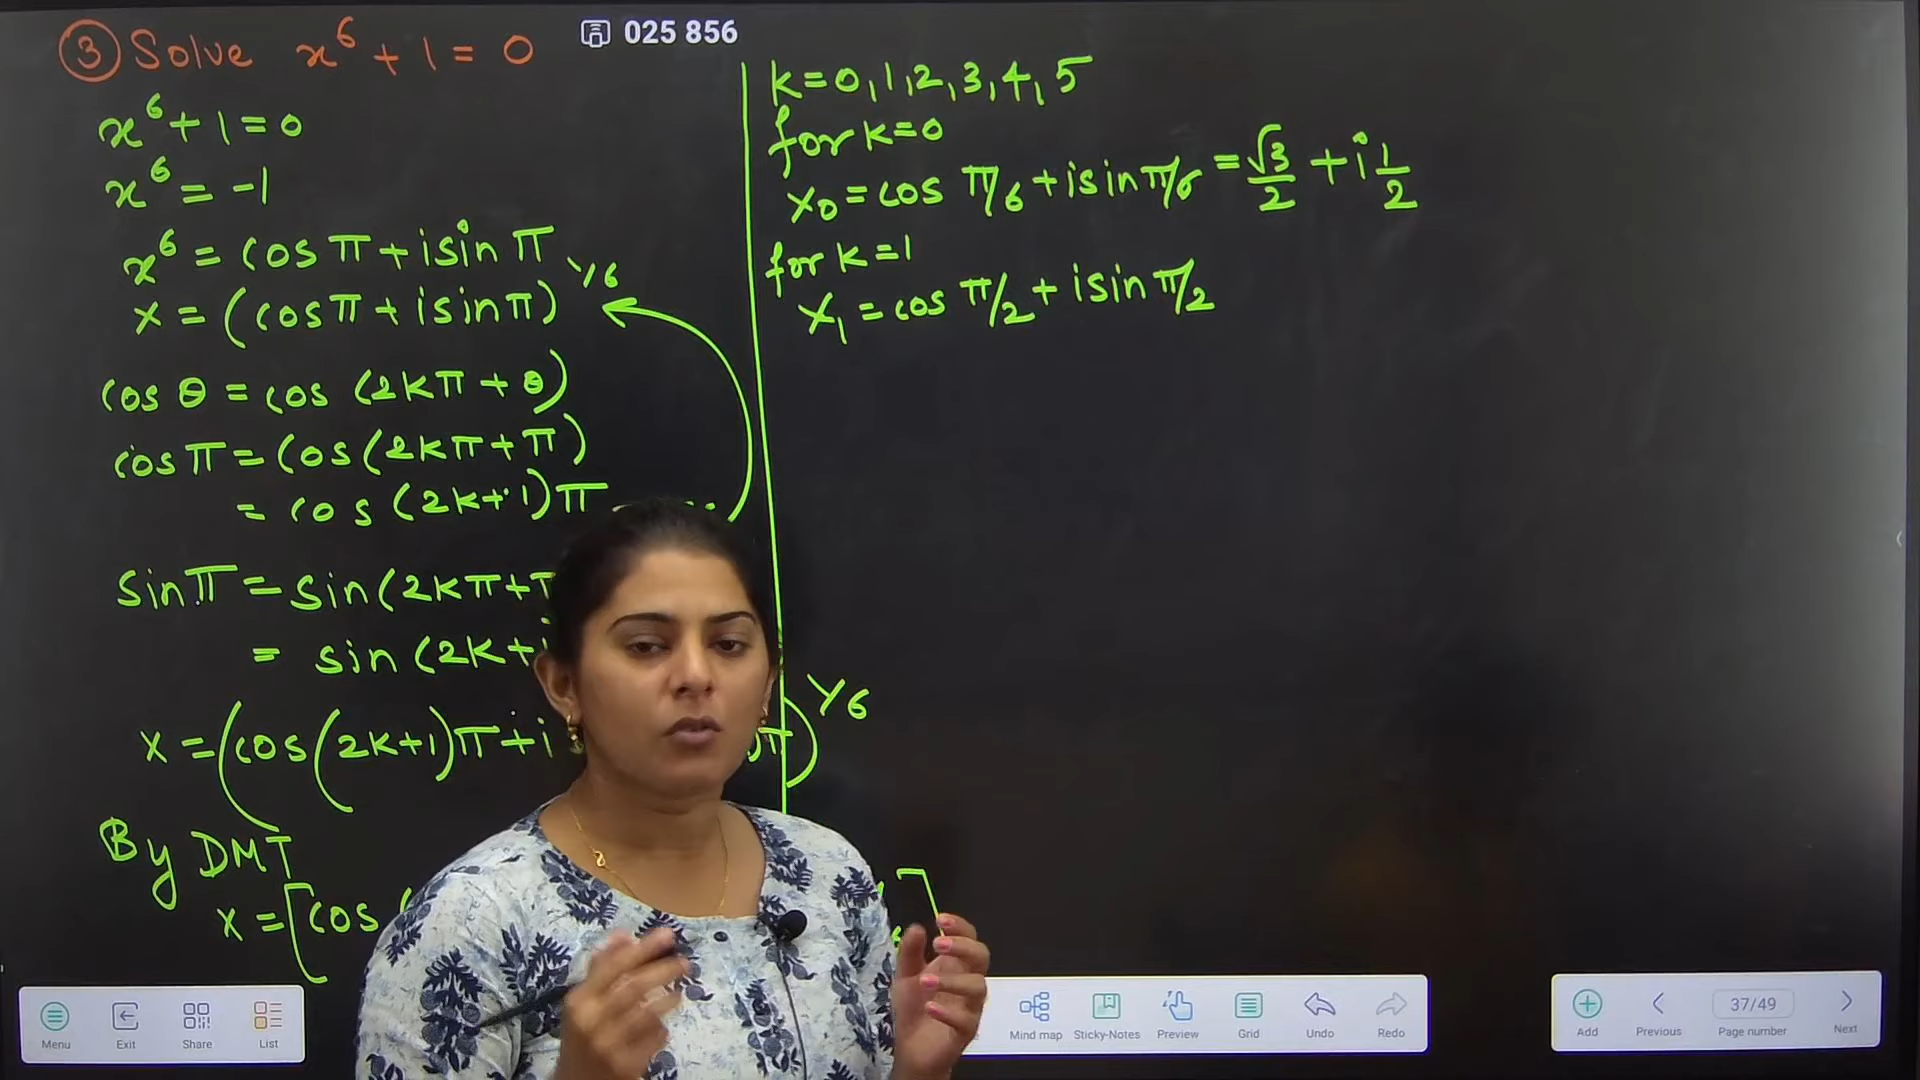 ③ Solve x⁶ + 1 = 0
025 856
x⁶ + 1 = 0
x⁶ = -1
x⁶ = cos π + i sin π
x = (cos π + i sin π)^1/6
cos θ = cos (2kπ + θ)
cos π = cos (2kπ + π)
= cos (2k+1)π
sin π = sin (2kπ + π
= sin (2k+1
x = (cos (2k+1)π + i )π)^1/6
By DMT
x = [cos (
k = 0, 1, 2, 3, 4, 5
for k = 0
x₀ = cos π/6 + i sin π/6 = √3/2 + i 1/2
for k = 1
x₁ = cos π/2 + i sin π/2
Menu
Exit
Share
List
Mind map
Sticky-Notes
Preview
Grid
Undo
Redo
Add
Previous
37/49
Page number
Next